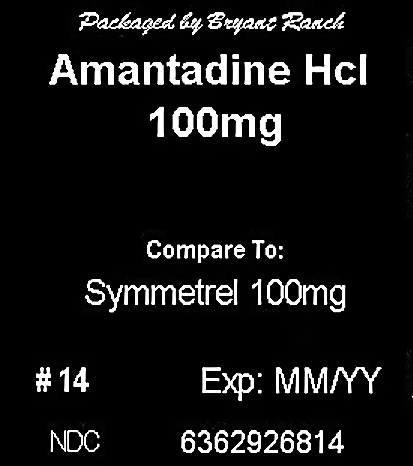 Packaged by Bryant Ranch
Amantadine Hcl
100mg
Compare To:
Symmetrel 100mg
# 14 Exp: MM/YY
NDC 6362926814